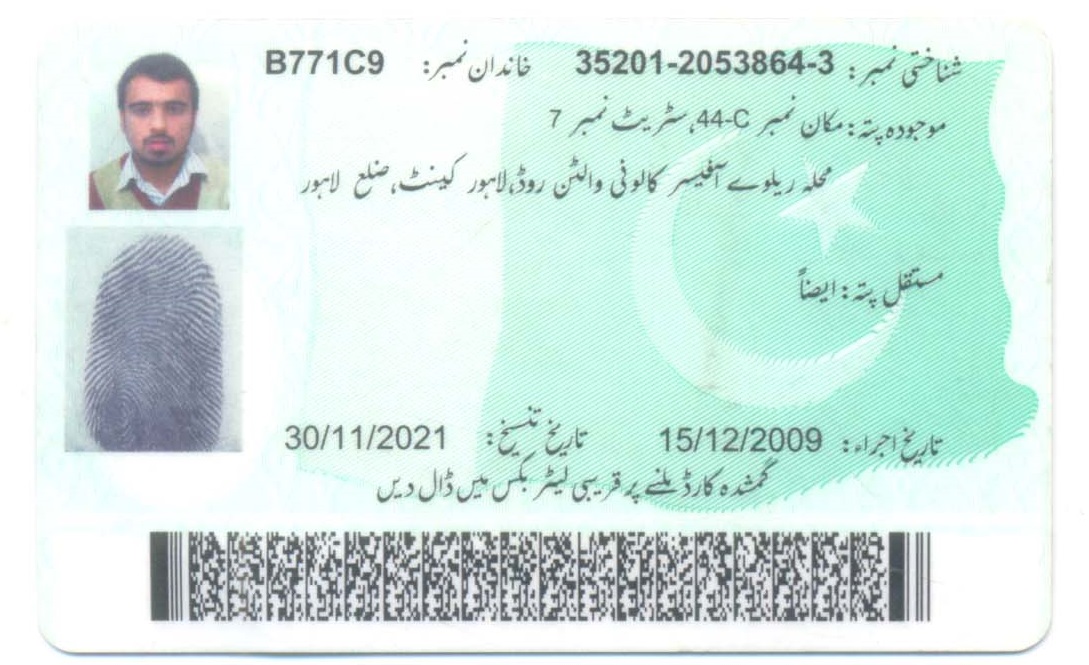 شناختی نمبر: 35201-2053864-3 خاندان نمبر: B771C9
موجودہ پتہ: مکان نمبر 44-C، سٹریٹ نمبر 7
محلہ ریلوے آفیسر کالونی والٹن روڈ، لاہور کینٹ، ضلع لاہور
مستقل پتہ: ایضاً
تاریخ اجراء: 15/12/2009 تاریخ تنسیخ: 30/11/2021
گمشدہ کارڈ ملنے پر قریبی لیٹر بکس میں ڈال دیں